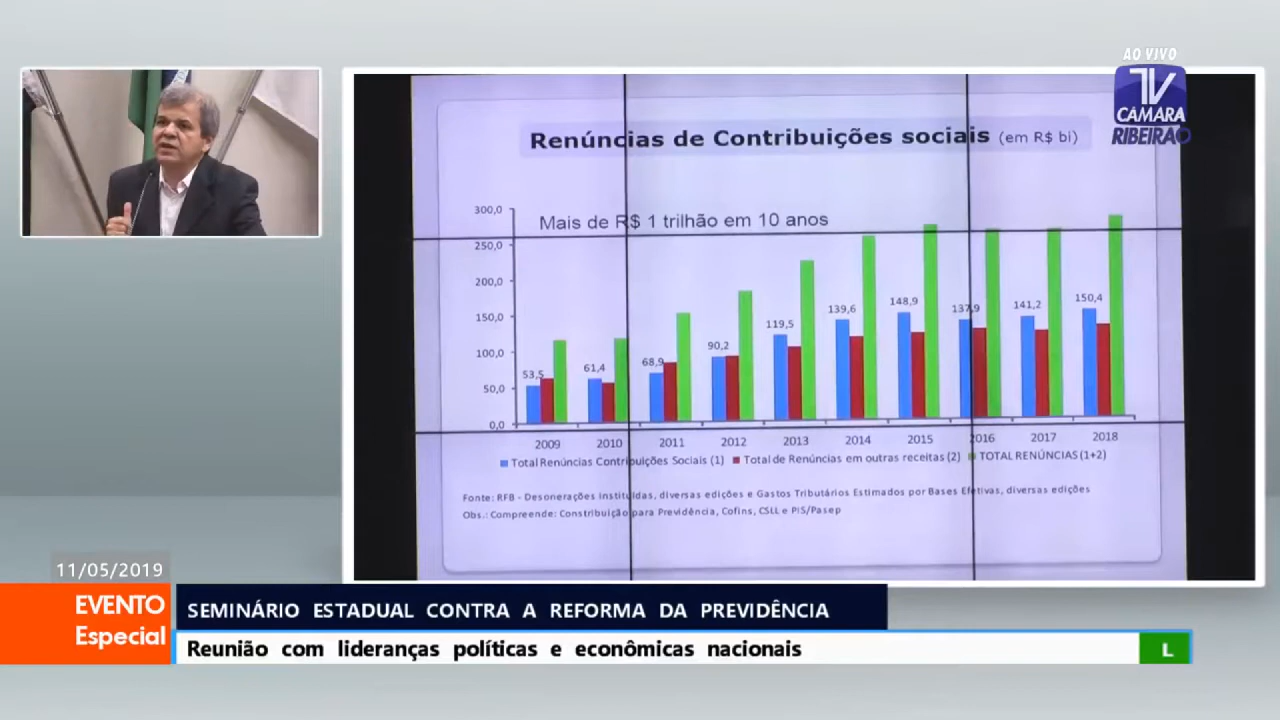 AO VIVO
TV
CÂMARA
RIBEIRÃO
Renúncias de Contribuições sociais (em R$ bi)
Mais de R$ 1 trilhão em 10 anos
300,0
250,0
200,0
150,0
100,0
50,0
0,0
53,5
61,4
68,9
90,2
119,5
139,6
148,9
137,9
141,2
150,4
2009 2010 2011 2012 2013 2014 2015 2016 2017 2018
Total Renúncias Contribuições Sociais (1) Total de Renúncias em outras receitas (2) TOTAL RENÚNCIAS (1+2)
Fonte: RFB - Desonerações instituídas, diversas edições e Gastos Tributários Estimados por Bases Efetivas, diversas edições
Obs.: Compreende: Constribuição para Previdência, Cofins, CSLL e PIS/Pasep
11/05/2019
EVENTO
Especial
SEMINÁRIO ESTADUAL CONTRA A REFORMA DA PREVIDÊNCIA
Reunião com lideranças políticas e econômicas nacionais
L